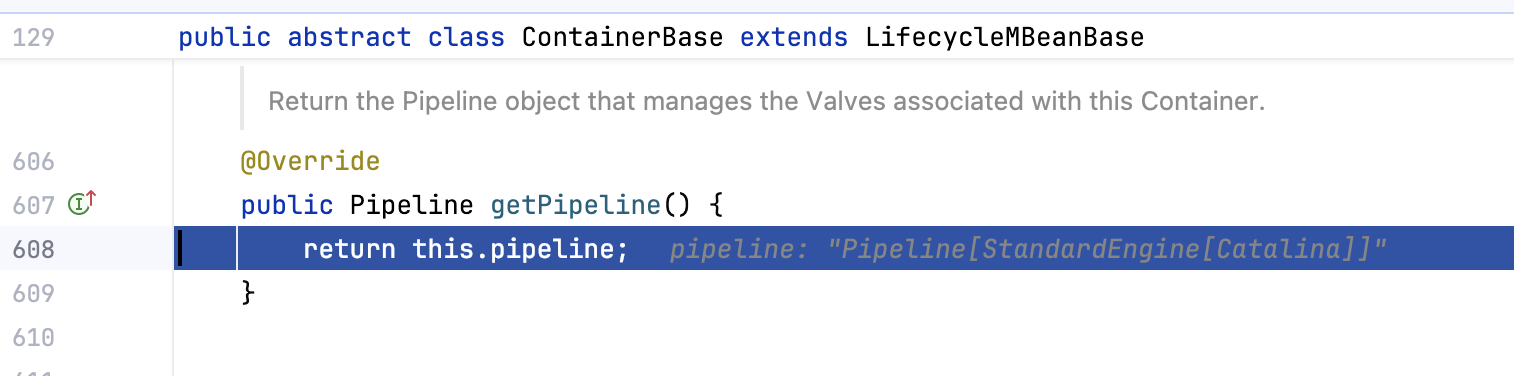 129 public abstract class ContainerBase extends LifecycleMBeanBase
Return the Pipeline object that manages the Valves associated with this Container.
606 @Override
607 public Pipeline getPipeline() {
608 return this.pipeline; pipeline: "Pipeline[StandardEngine[Catalina]]"
609 }
610